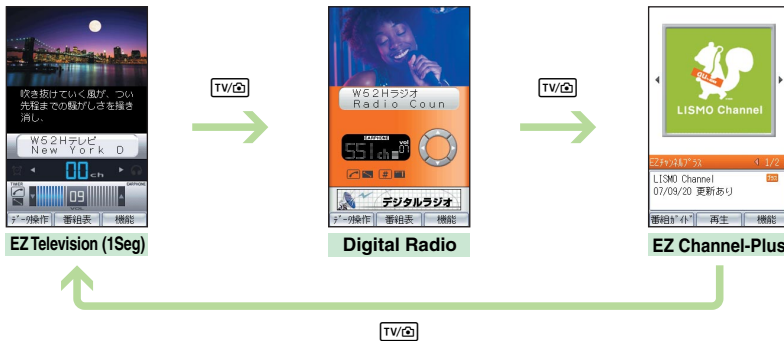 吹き抜けていく風が、つい
先程までの騒がしさを掻き
消し、
W52Hテレビ
New York D
00ch
TIMER
EARPHONE
09
VOL
データ操作 番組表 機能
EZ Television (1Seg)
TV/
W52Hラジオ
Radio Coun
EARPHONE
551ch
vol
07
#
デジタルラジオ
データ操作 番組表 機能
Digital Radio
TV/
au
LISMO Channel
EZチャンネルプラス 1/2
LISMO Channel
07/09/20 更新あり
番組ガイド 再生 機能
EZ Channel-Plus
TV/